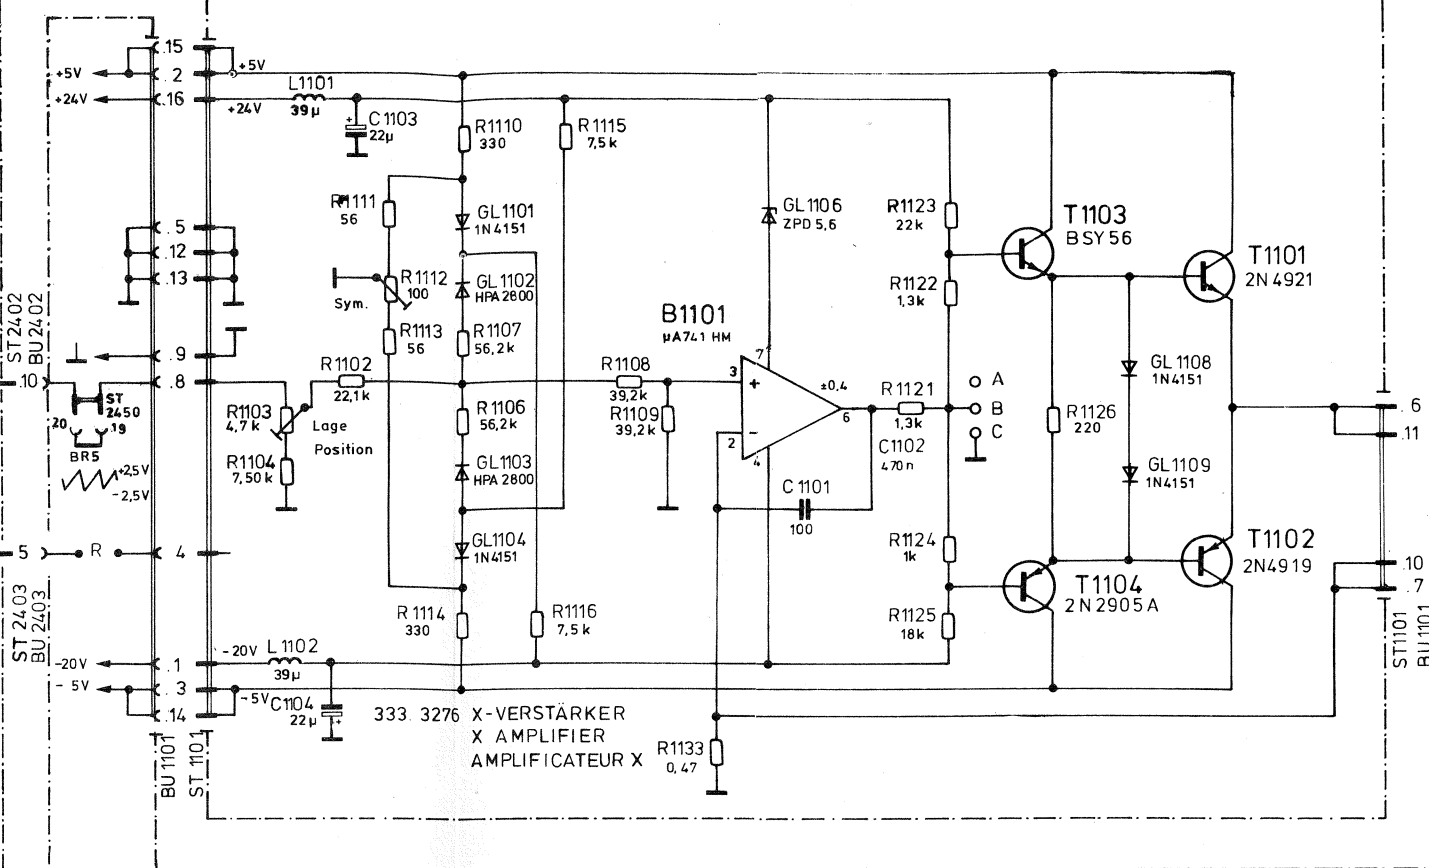 .15
+5V
.2
+5V
+24V
.16
+24V
L1101
39µ
C1103
22µ
R1110
330
R1115
7,5k
R1111
56
GL1101
1N4151
GL1106
ZPD 5,6
R1123
22k
T1103
BSY56
.5
.12
.13
R1112
100
Sym.
GL1102
HPA 2800
R1122
1,3k
T1101
2N4921
ST2402
BU2402
B1101
µA741 HM
R1113
56
R1107
56,2k
.9
.10
.8
R1102
22,1k
R1108
39,2k
7
3
+
±0,4
R1121
1,3k
A
B
C
GL1108
1N4151
.6
.11
ST
2450
20
.19
BR5
R1103
4,7k
Lage
Position
R1106
56,2k
R1109
39,2k
2
−
4
6
C1102
470n
R1126
220
+2,5V
−2,5V
R1104
7,50k
GL1103
HPA 2800
C1101
100
GL1109
1N4151
5
R
4
GL1104
1N4151
R1124
1k
T1102
2N4919
.10
.7
ST2403
BU2403
R1114
330
R1116
7,5k
R1125
18k
T1104
2N2905A
−20V
.1
−20V
L1102
39µ
ST1101
BU1101
−5V
.3
−5V
.14
C1104
22µ
+
333.3276
X-VERSTÄRKER
X AMPLIFIER
AMPLIFICATEUR X
R1133
0,47
BU1101
ST1101